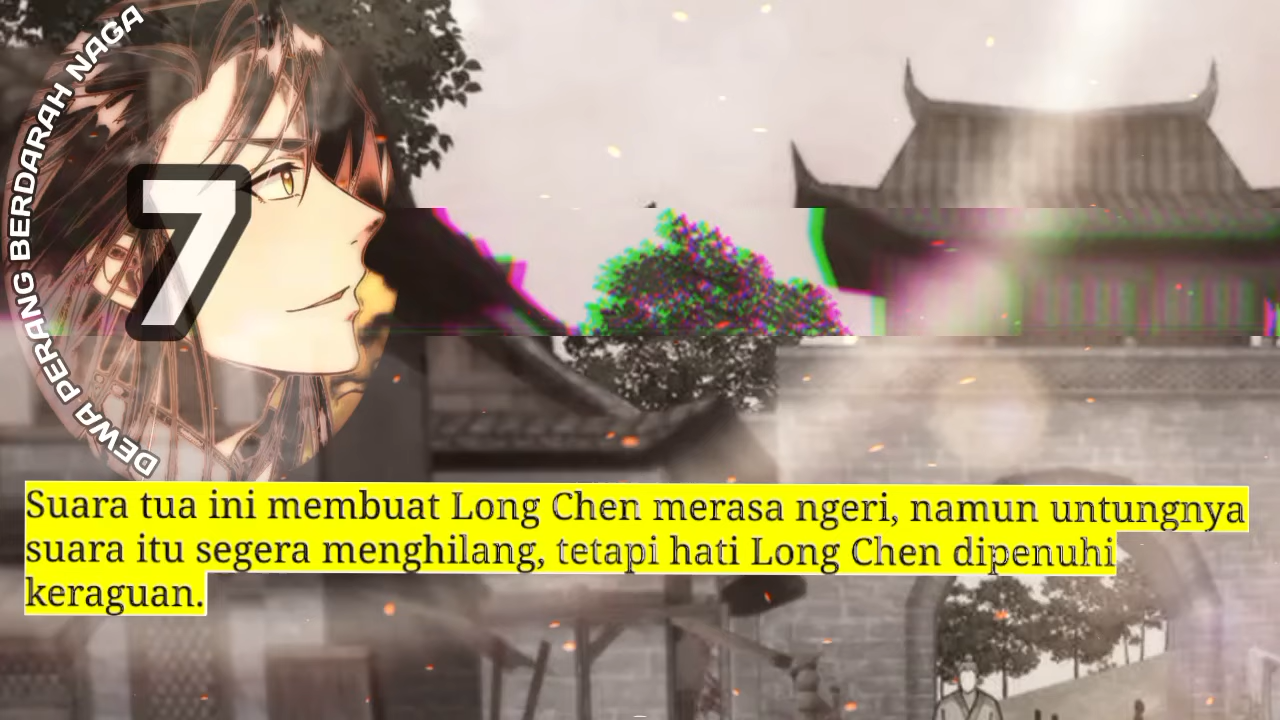 DEWA PERANG BERDARAH NAGA
7
Suara tua ini membuat Long Chen merasa ngeri, namun untungnya
suara itu segera menghilang, tetapi hati Long Chen dipenuhi
keraguan.